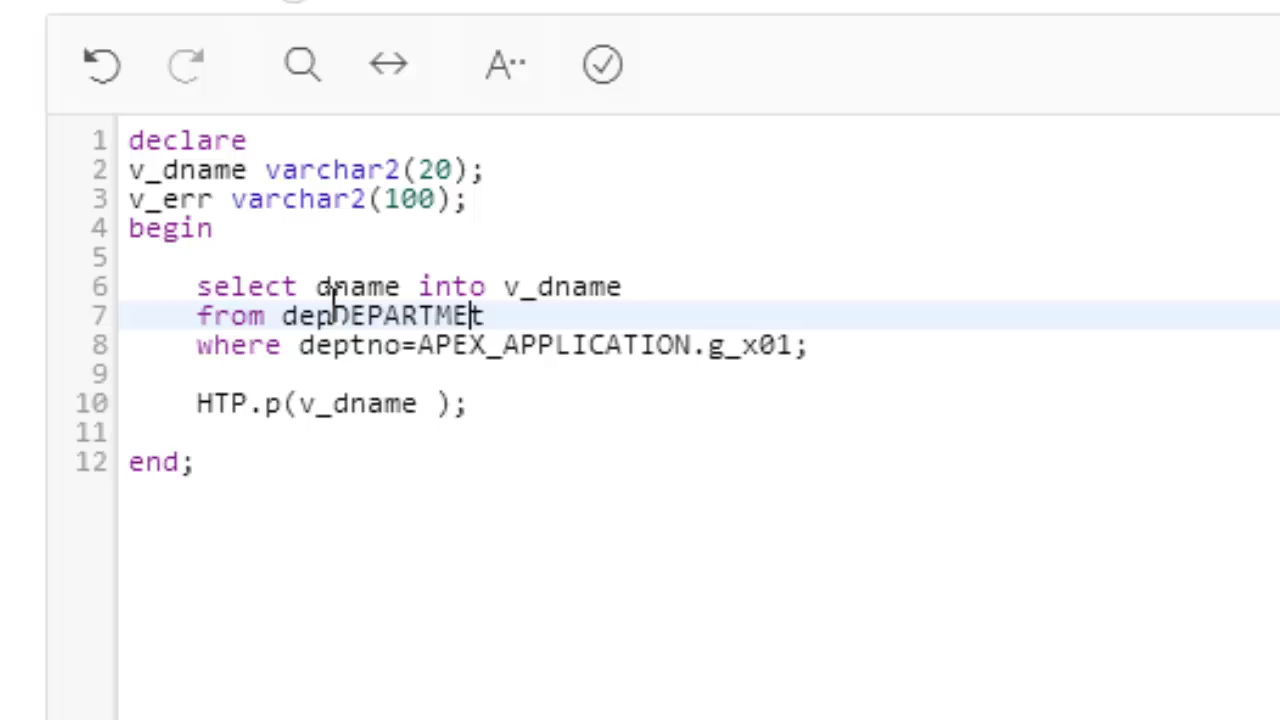 A··
1 declare
2 v_dname varchar2(20);
3 v_err varchar2(100);
4 begin
5
6 select dname into v_dname
7 from depDEPARTMEt
8 where deptno=APEX_APPLICATION.g_x01;
9
10 HTP.p(v_dname );
11
12 end;